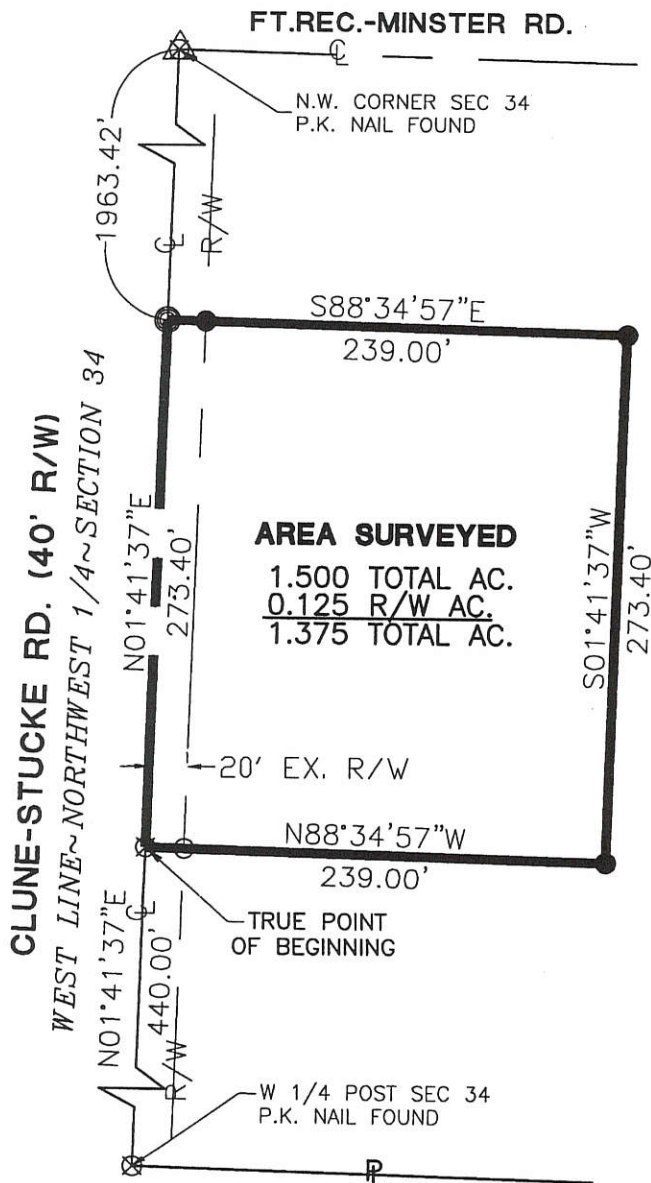 FT.REC.-MINSTER RD.
℄
N.W. CORNER SEC 34
P.K. NAIL FOUND
1963.42'
℄
R/W
S88°34'57"E
239.00'
CLUNE-STUCKE RD. (40' R/W)
WEST LINE~NORTHWEST 1/4~SECTION 34
N01°41'37"E
273.40'
AREA SURVEYED
1.500 TOTAL AC.
0.125 R/W AC.
1.375 TOTAL AC.
S01°41'37"W
273.40'
20' EX. R/W
N88°34'57"W
239.00'
TRUE POINT
OF BEGINNING
N01°41'37"E
℄
440.00'
R/W
W 1/4 POST SEC 34
P.K. NAIL FOUND